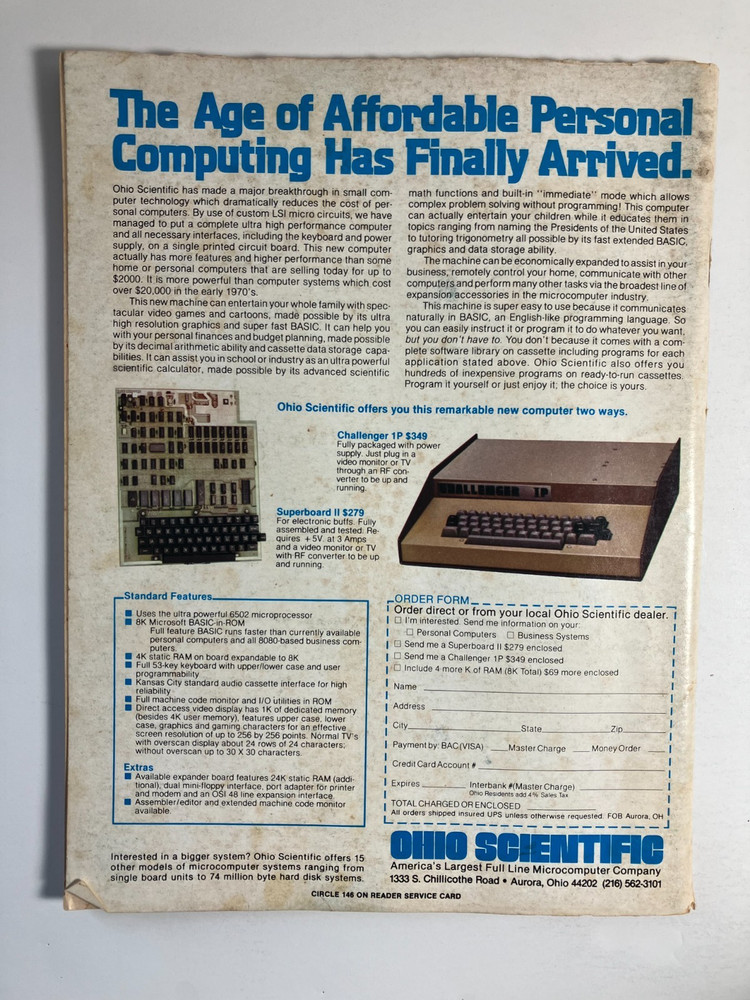 The Age of Affordable Personal
Computing Has Finally Arrived.
Ohio Scientific has made a major breakthrough in small com-
puter technology which dramatically reduces the cost of per-
sonal computers. By use of custom LSI micro circuits, we have
managed to put a complete ultra high performance computer
and all necessary interfaces, including the keyboard and power
supply, on a single printed circuit board. This new computer
actually has more features and higher performance than some
home or personal computers that are selling today for up to
$2000. It is more powerful than computer systems which cost
over $20,000 in the early 1970's.
This new machine can entertain your whole family with spec-
tacular video games and cartoons, made possible by its ultra
high resolution graphics and super fast BASIC. It can help you
with your personal finances and budget planning, made possible
by its decimal arithmetic ability and cassette data storage capa-
bilities. It can assist you in school or industry as an ultra powerful
scientific calculator, made possible by its advanced scientific
math functions and built-in "immediate" mode which allows
complex problem solving without programming! This computer
can actually entertain your children while it educates them in
topics ranging from naming the Presidents of the United States
to tutoring trigonometry all possible by its fast extended BASIC,
graphics and data storage ability.
The machine can be economically expanded to assist in your
business, remotely control your home, communicate with other
computers and perform many other tasks via the broadest line of
expansion accessories in the microcomputer industry.
This machine is super easy to use because it communicates
naturally in BASIC, an English-like programming language. So
you can easily instruct it or program it to do whatever you want,
but you don't have to. You don't because it comes with a com-
plete software library on cassette including programs for each
application stated above. Ohio Scientific also offers you
hundreds of inexpensive programs on ready-to-run cassettes.
Program it yourself or just enjoy it; the choice is yours.
Ohio Scientific offers you this remarkable new computer two ways.
Challenger 1P $349
Fully packaged with power
supply. Just plug in a
video monitor or TV
through an RF con-
verter to be up and
running.
CHALLENGER 1P
Superboard II $279
For electronic buffs. Fully
assembled and tested. Re-
quires +5V. at 3 Amps
and a video monitor or TV
with RF converter to be up
and running.
Standard Features
Uses the ultra powerful 6502 microprocessor
8K Microsoft BASIC-in-ROM
Full feature BASIC runs faster than currently available
personal computers and all 8080-based business com-
puters.
4K static RAM on board expandable to 8K
Full 53-key keyboard with upper/lower case and user
programmability
Kansas City standard audio cassette interface for high
reliability
Full machine code monitor and I/O utilities in ROM
Direct access video display has 1K of dedicated memory
(besides 4K user memory), features upper case, lower
case, graphics and gaming characters for an effective
screen resolution of up to 256 by 256 points. Normal TV's
with overscan display about 24 rows of 24 characters;
without overscan up to 30 X 30 characters.
Extras
Available expander board features 24K static RAM (addi-
tional), dual mini-floppy interface, port adapter for printer
and modem and an OSI 48 line expansion interface.
Assembler/editor and extended machine code monitor
available.
ORDER FORM
Order direct or from your local Ohio Scientific dealer.
I'm interested. Send me information on your:
Personal Computers Business Systems
Send me a Superboard II $279 enclosed
Send me a Challenger 1P $349 enclosed
Include 4 more K of RAM (8K Total) $69 more enclosed
Name
Address
City State Zip
Payment by: BAC(VISA) Master Charge Money Order
Credit Card Account #
Expires Interbank #(Master Charge)
Ohio Residents add 4% Sales Tax
TOTAL CHARGED OR ENCLOSED
All orders shipped insured UPS unless otherwise requested. FOB Aurora, OH
Interested in a bigger system? Ohio Scientific offers 15
other models of microcomputer systems ranging from
single board units to 74 million byte hard disk systems.
OHIO SCIENTIFIC
America's Largest Full Line Microcomputer Company
1333 S. Chillicothe Road • Aurora, Ohio 44202 (216) 562-3101
CIRCLE 146 ON READER SERVICE CARD